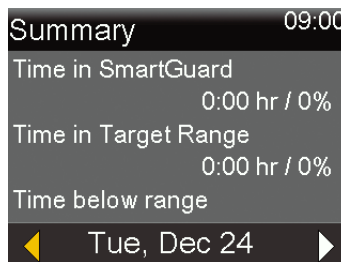 Summary 09:00
Time in SmartGuard
0:00 hr / 0%
Time in Target Range
0:00 hr / 0%
Time below range
Tue, Dec 24